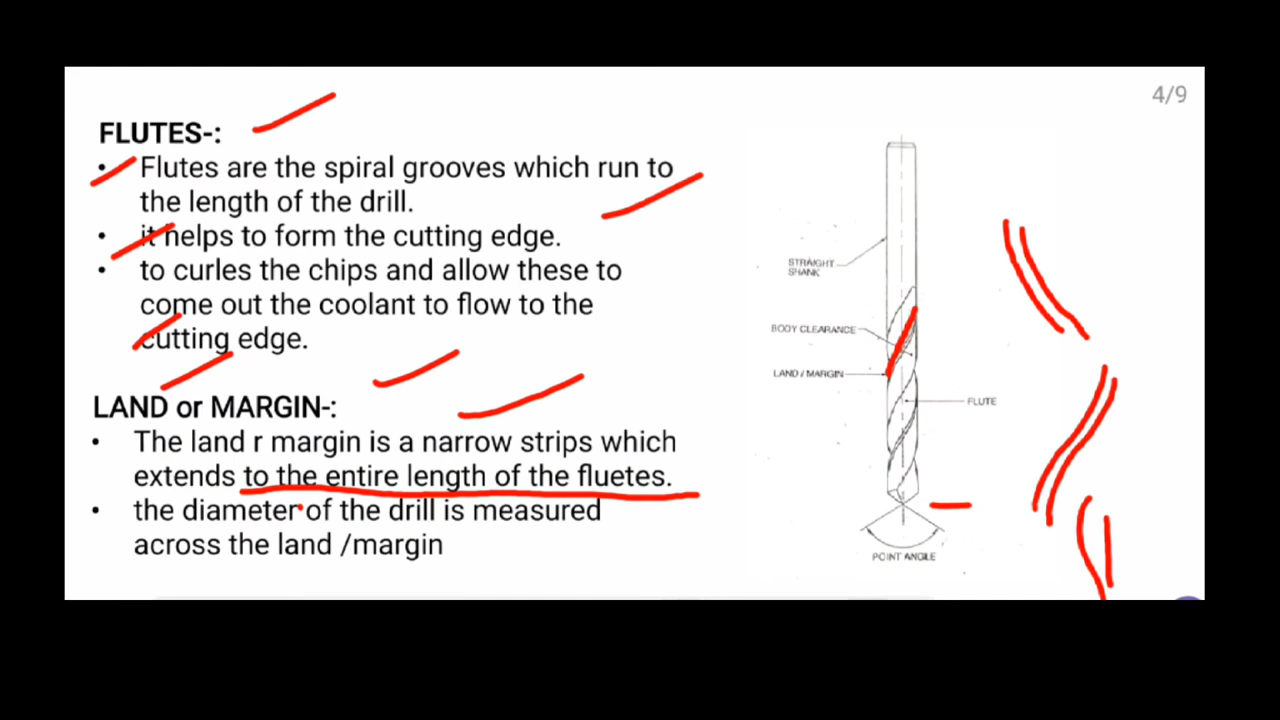 4/9
FLUTES-:
• Flutes are the spiral grooves which run to
the length of the drill.
• it helps to form the cutting edge.
• to curles the chips and allow these to
come out the coolant to flow to the
cutting edge.
LAND or MARGIN-:
• The land r margin is a narrow strips which
extends to the entire length of the fluetes.
• the diameter of the drill is measured
across the land /margin
STRAIGHT
SHANK
BODY CLEARANCE
LAND / MARGIN
FLUTE
POINT ANGLE